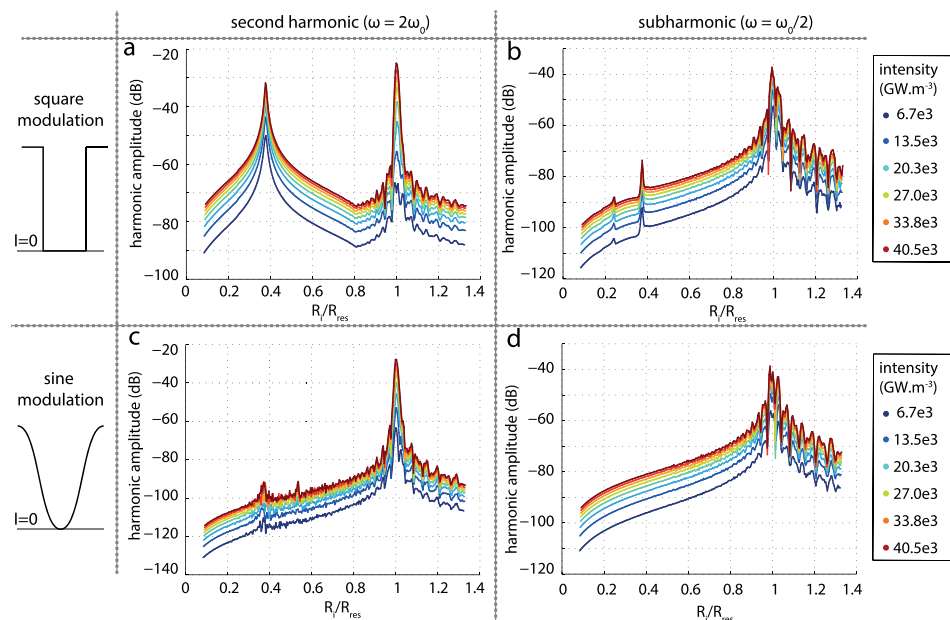 second harmonic (ω = 2ω0)
subharmonic (ω = ω0/2)
square
modulation
I=0
a
harmonic amplitude (dB)
−20
−40
−60
−80
−100
0
0.2
0.4
0.6
0.8
1
1.2
1.4
Ri/Rres
b
harmonic amplitude (dB)
−40
−60
−80
−100
−120
0
0.2
0.4
0.6
0.8
1
1.2
1.4
Ri/Rres
intensity
(GW.m-3)
6.7e3
13.5e3
20.3e3
27.0e3
33.8e3
40.5e3
sine
modulation
I=0
c
harmonic amplitude (dB)
−20
−40
−60
−80
−100
−120
−140
0
0.2
0.4
0.6
0.8
1
1.2
1.4
Ri/Rres
d
harmonic amplitude (dB)
−20
−40
−60
−80
−100
−120
0
0.2
0.4
0.6
0.8
1
1.2
1.4
Ri/Rres
intensity
(GW.m-3)
6.7e3
13.5e3
20.3e3
27.0e3
33.8e3
40.5e3